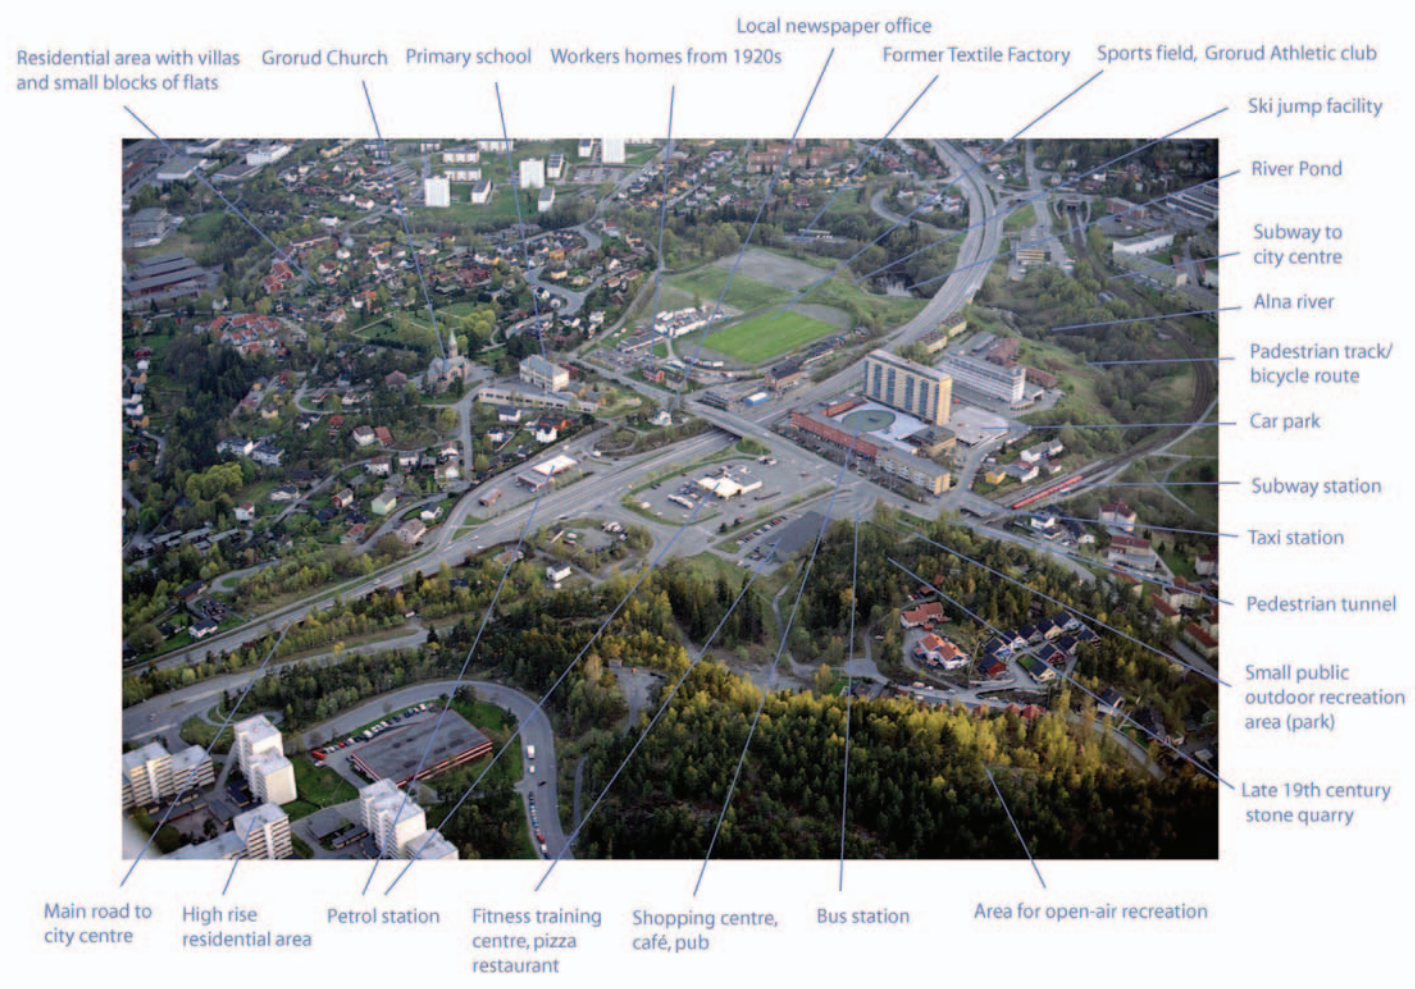 Local newspaper office
Residential area with villas
and small blocks of flats
Grorud Church
Primary school
Workers homes from 1920s
Former Textile Factory
Sports field, Grorud Athletic club
Ski jump facility
River Pond
Subway to
city centre
Alna river
Padestrian track/
bicycle route
Car park
Subway station
Taxi station
Pedestrian tunnel
Small public
outdoor recreation
area (park)
Late 19th century
stone quarry
Main road to
city centre
High rise
residential area
Petrol station
Fitness training
centre, pizza
restaurant
Shopping centre,
café, pub
Bus station
Area for open-air recreation